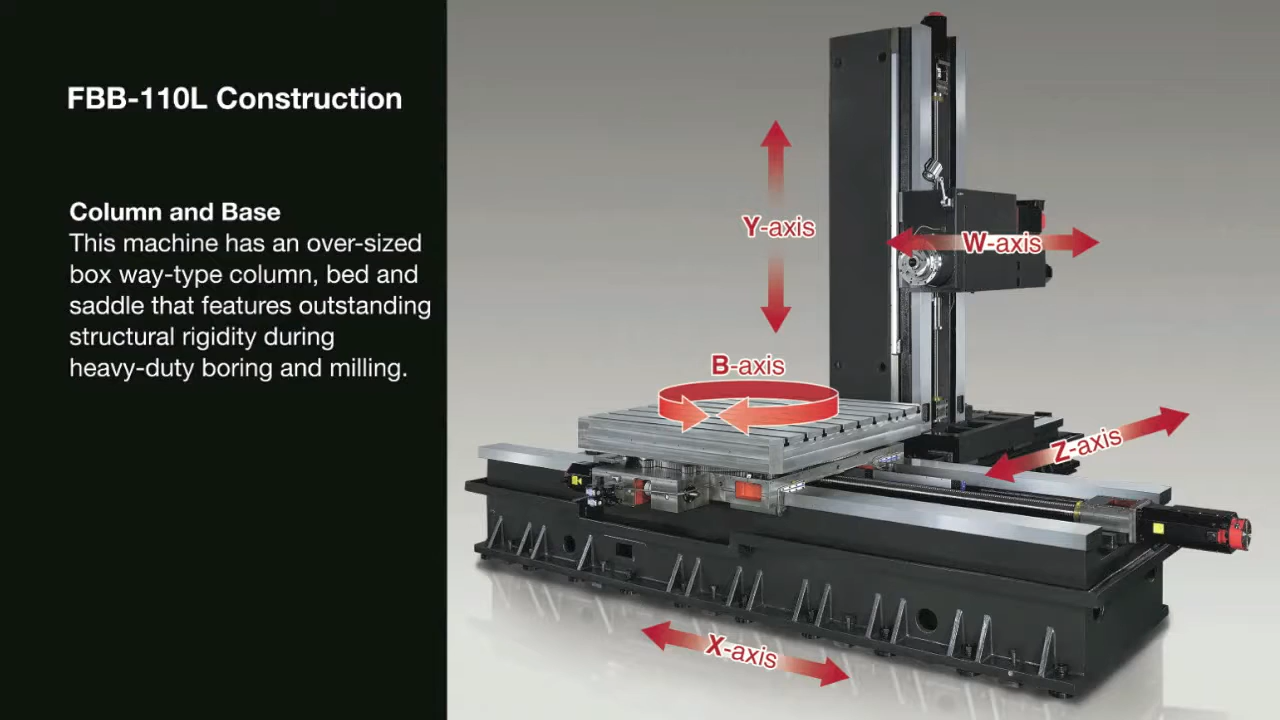 FBB-110L Construction
Column and Base
This machine has an over-sized
box way-type column, bed and
saddle that features outstanding
structural rigidity during
heavy-duty boring and milling.
Y-axis
W-axis
B-axis
Z-axis
X-axis